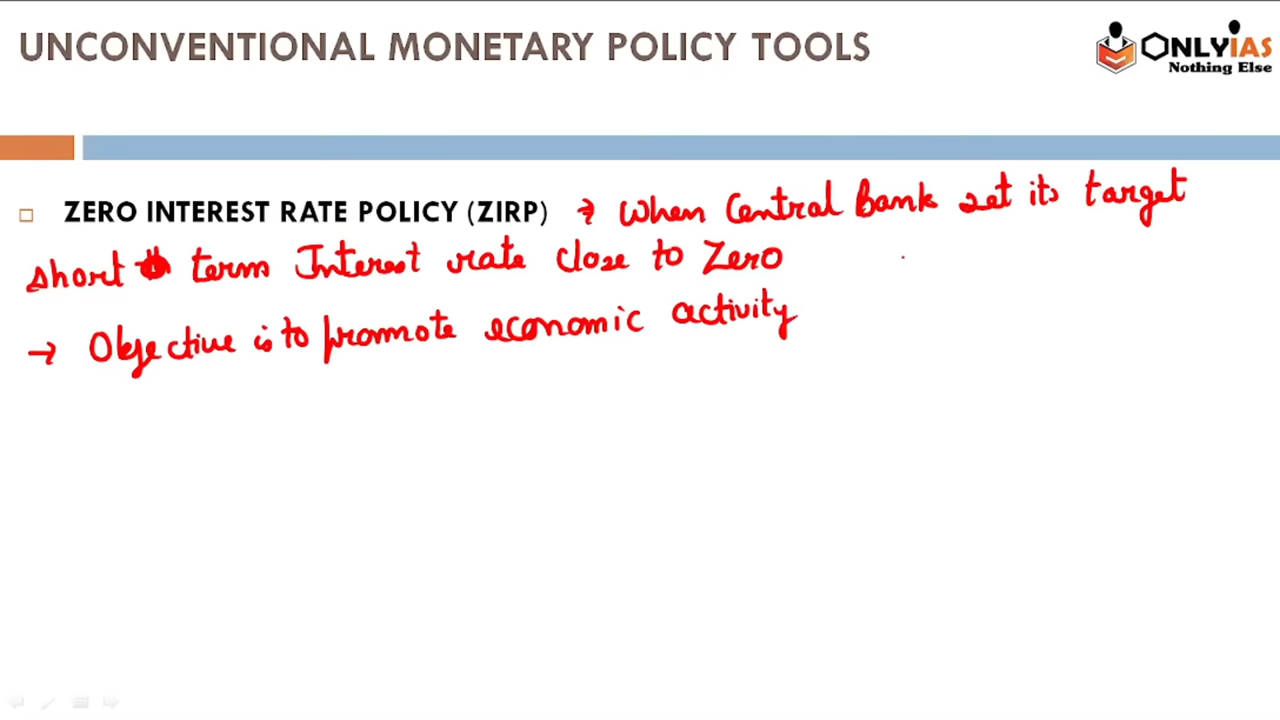 UNCONVENTIONAL MONETARY POLICY TOOLS
ONLYIAS
Nothing Else
ZERO INTEREST RATE POLICY (ZIRP) → When Central Bank set its target
short term Interest rate close to Zero
→ Objective is to promote economic activity